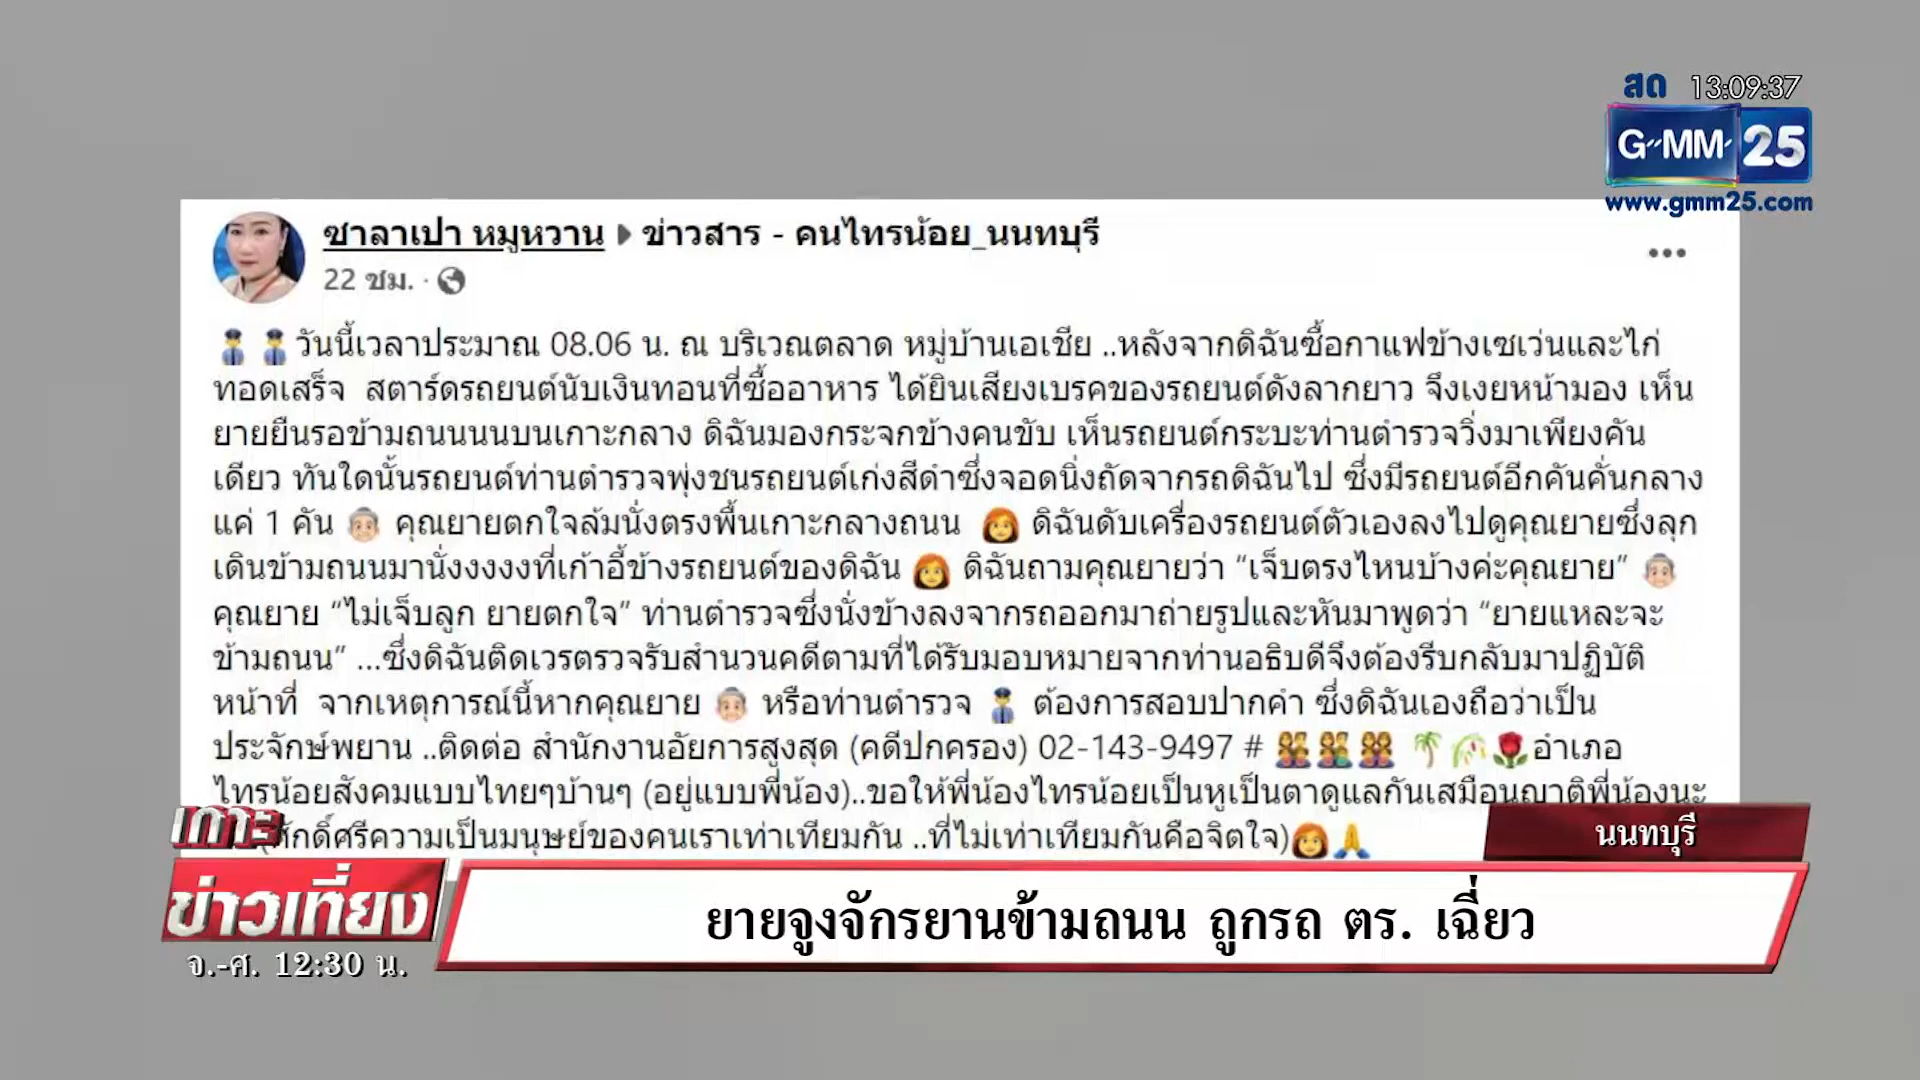 สด 13:09:37
GMM 25
www.gmm25.com
ซาลาเปา หมูหวาน ▶ ข่าวสาร - คนไทรน้อย_นนทบุรี
22 ชม. ·
วันนี้เวลาประมาณ 08.06 น. ณ บริเวณตลาด หมู่บ้านเอเชีย ..หลังจากดิฉันซื้อกาแฟข้างเซเว่นและไก่
ทอดเสร็จ สตาร์ดรถยนต์นับเงินทอนที่ซื้ออาหาร ได้ยินเสียงเบรคของรถยนต์ดังลากยาว จึงเงยหน้ามอง เห็น
ยายยืนรอข้ามถนนนนบนเกาะกลาง ดิฉันมองกระจกข้างคนขับ เห็นรถยนต์กระบะท่านตำรวจวิ่งมาเพียงคัน
เดียว ทันใดนั้นรถยนต์ท่านตำรวจพุ่งชนรถยนต์เก่งสีดำซึ่งจอดนิ่งถัดจากรถดิฉันไป ซึ่งมีรถยนต์อีกคันคั่นกลาง
แค่ 1 คัน คุณยายตกใจล้มนั่งตรงพื้นเกาะกลางถนน ดิฉันดับเครื่องรถยนต์ตัวเองลงไปดูคุณยายซึ่งลุก
เดินข้ามถนนมานั่งงงงงที่เก้าอี้ข้างรถยนต์ของดิฉัน ดิฉันถามคุณยายว่า “เจ็บตรงไหนบ้างค่ะคุณยาย”
คุณยาย “ไม่เจ็บลูก ยายตกใจ” ท่านตำรวจซึ่งนั่งข้างลงจากรถออกมาถ่ายรูปและหันมาพูดว่า “ยายแหละจะ
ข้ามถนน” ...ซึ่งดิฉันติดเวรตรวจรับสำนวนคดีตามที่ได้รับมอบหมายจากท่านอธิบดีจึงต้องรีบกลับมาปฏิบัติ
หน้าที่ จากเหตุการณ์นี้หากคุณยาย หรือท่านตำรวจ ต้องการสอบปากคำ ซึ่งดิฉันเองถือว่าเป็น
ประจักษ์พยาน ..ติดต่อ สำนักงานอัยการสูงสุด (คดีปกครอง) 02-143-9497 # อำเภอ
ไทรน้อยสังคมแบบไทยๆบ้านๆ (อยู่แบบพี่น้อง)..ขอให้พี่น้องไทรน้อยเป็นหูเป็นตาดูแลกันเสมือนญาติพี่น้องนะ
ศักดิ์ศรีความเป็นมนุษย์ของคนเราเท่าเทียมกัน ..ที่ไม่เท่าเทียมกันคือจิตใจ)
นนทบุรี
เกาะ
ข่าวเที่ยง
จ.-ศ. 12:30 น.
ยายจูงจักรยานข้ามถนน ถูกรถ ตร. เฉี่ยว